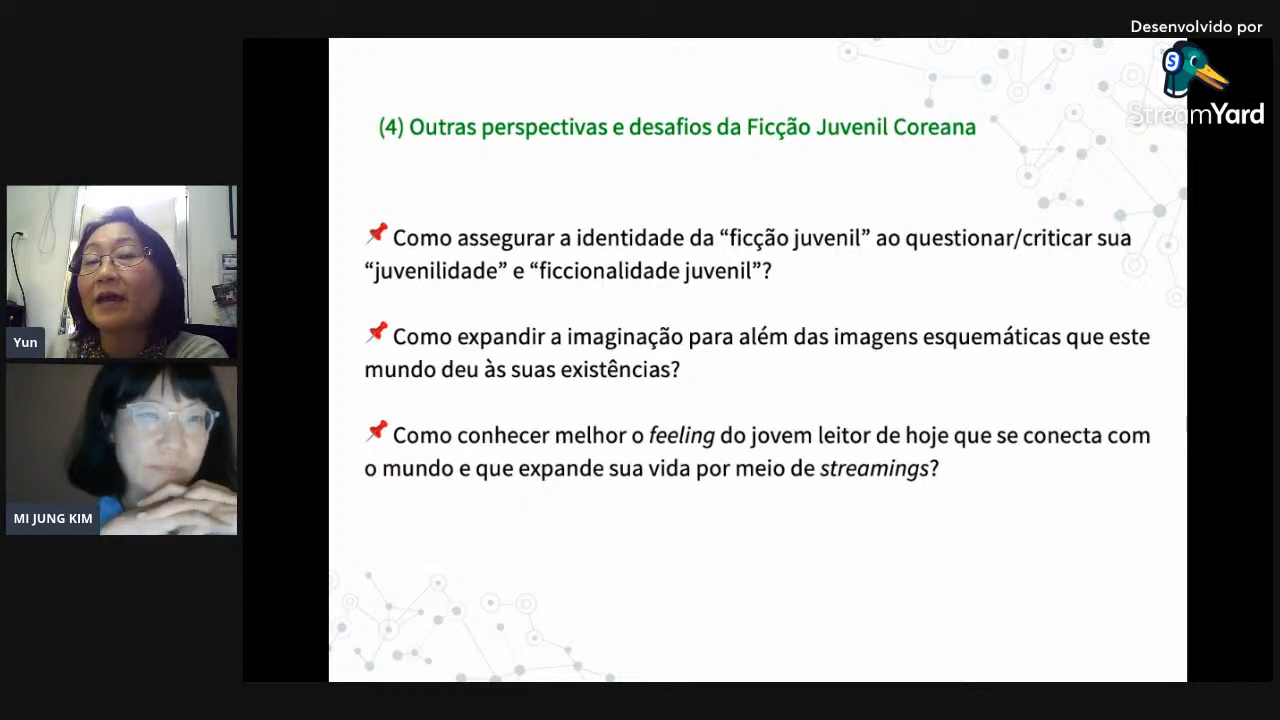 Desenvolvido por
StreamYard
(4) Outras perspectivas e desafios da Ficção Juvenil Coreana
Como assegurar a identidade da “ficção juvenil” ao questionar/criticar sua
“juvenilidade” e “ficcionalidade juvenil”?
Como expandir a imaginação para além das imagens esquemáticas que este
mundo deu às suas existências?
Como conhecer melhor o feeling do jovem leitor de hoje que se conecta com
o mundo e que expande sua vida por meio de streamings?
Yun
MI JUNG KIM